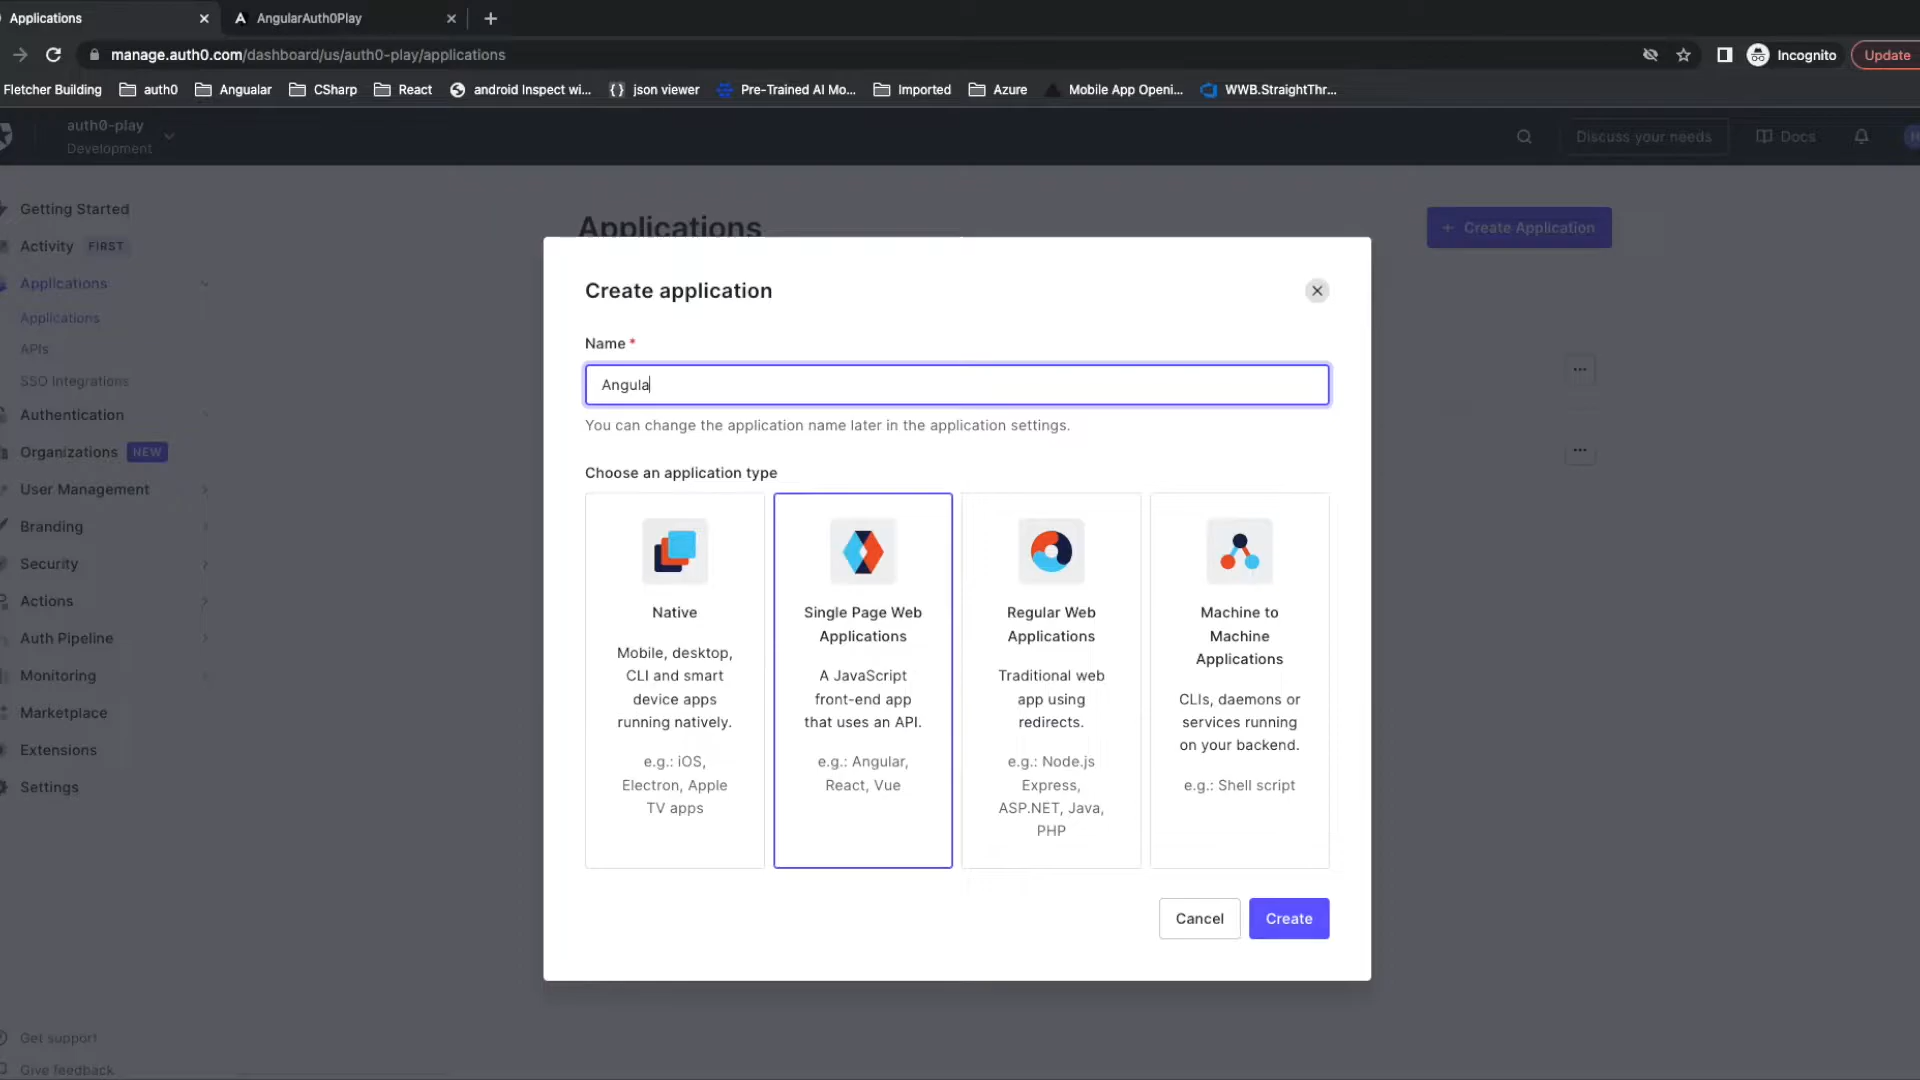 Applications
AngularAuth0Play
manage.auth0.com/dashboard/us/auth0-play/applications
Incognito
Update
Fletcher Building
auth0
Angular
CSharp
React
android Inspect wi...
{} json viewer
Pre-Trained AI Mo...
Imported
Azure
Mobile App Openi...
WWB.StraightThr...
auth0-play
Development
Discuss your needs
Docs
Getting Started
Activity FIRST
Applications
Applications
APIs
SSO Integrations
Authentication
Organizations NEW
User Management
Branding
Security
Actions
Auth Pipeline
Monitoring
Marketplace
Extensions
Settings
Get support
Give feedback
Applications
+ Create Application
Create application
Name *
Angula
You can change the application name later in the application settings.
Choose an application type
Native
Mobile, desktop,
CLI and smart
device apps
running natively.
e.g.: iOS,
Electron, Apple
TV apps
Single Page Web
Applications
A JavaScript
front-end app
that uses an API.
e.g.: Angular,
React, Vue
Regular Web
Applications
Traditional web
app using
redirects.
e.g.: Node.js
Express,
ASP.NET, Java,
PHP
Machine to
Machine
Applications
CLIs, daemons or
services running
on your backend.
e.g.: Shell script
Cancel
Create